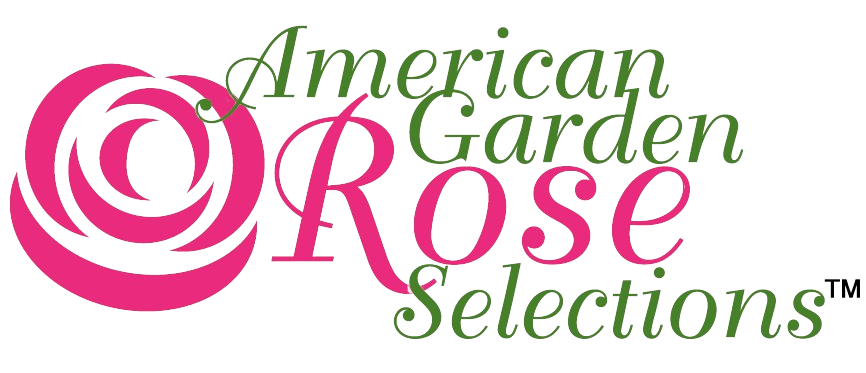 American
Garden
Rose
Selections™